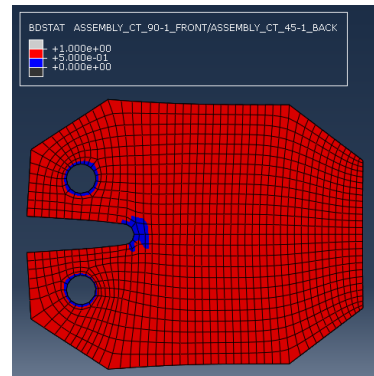 BDSTAT   ASSEMBLY_CT_90-1_FRONT/ASSEMBLY_CT_45-1_BACK
+1.000e+00
+5.000e-01
+0.000e+00